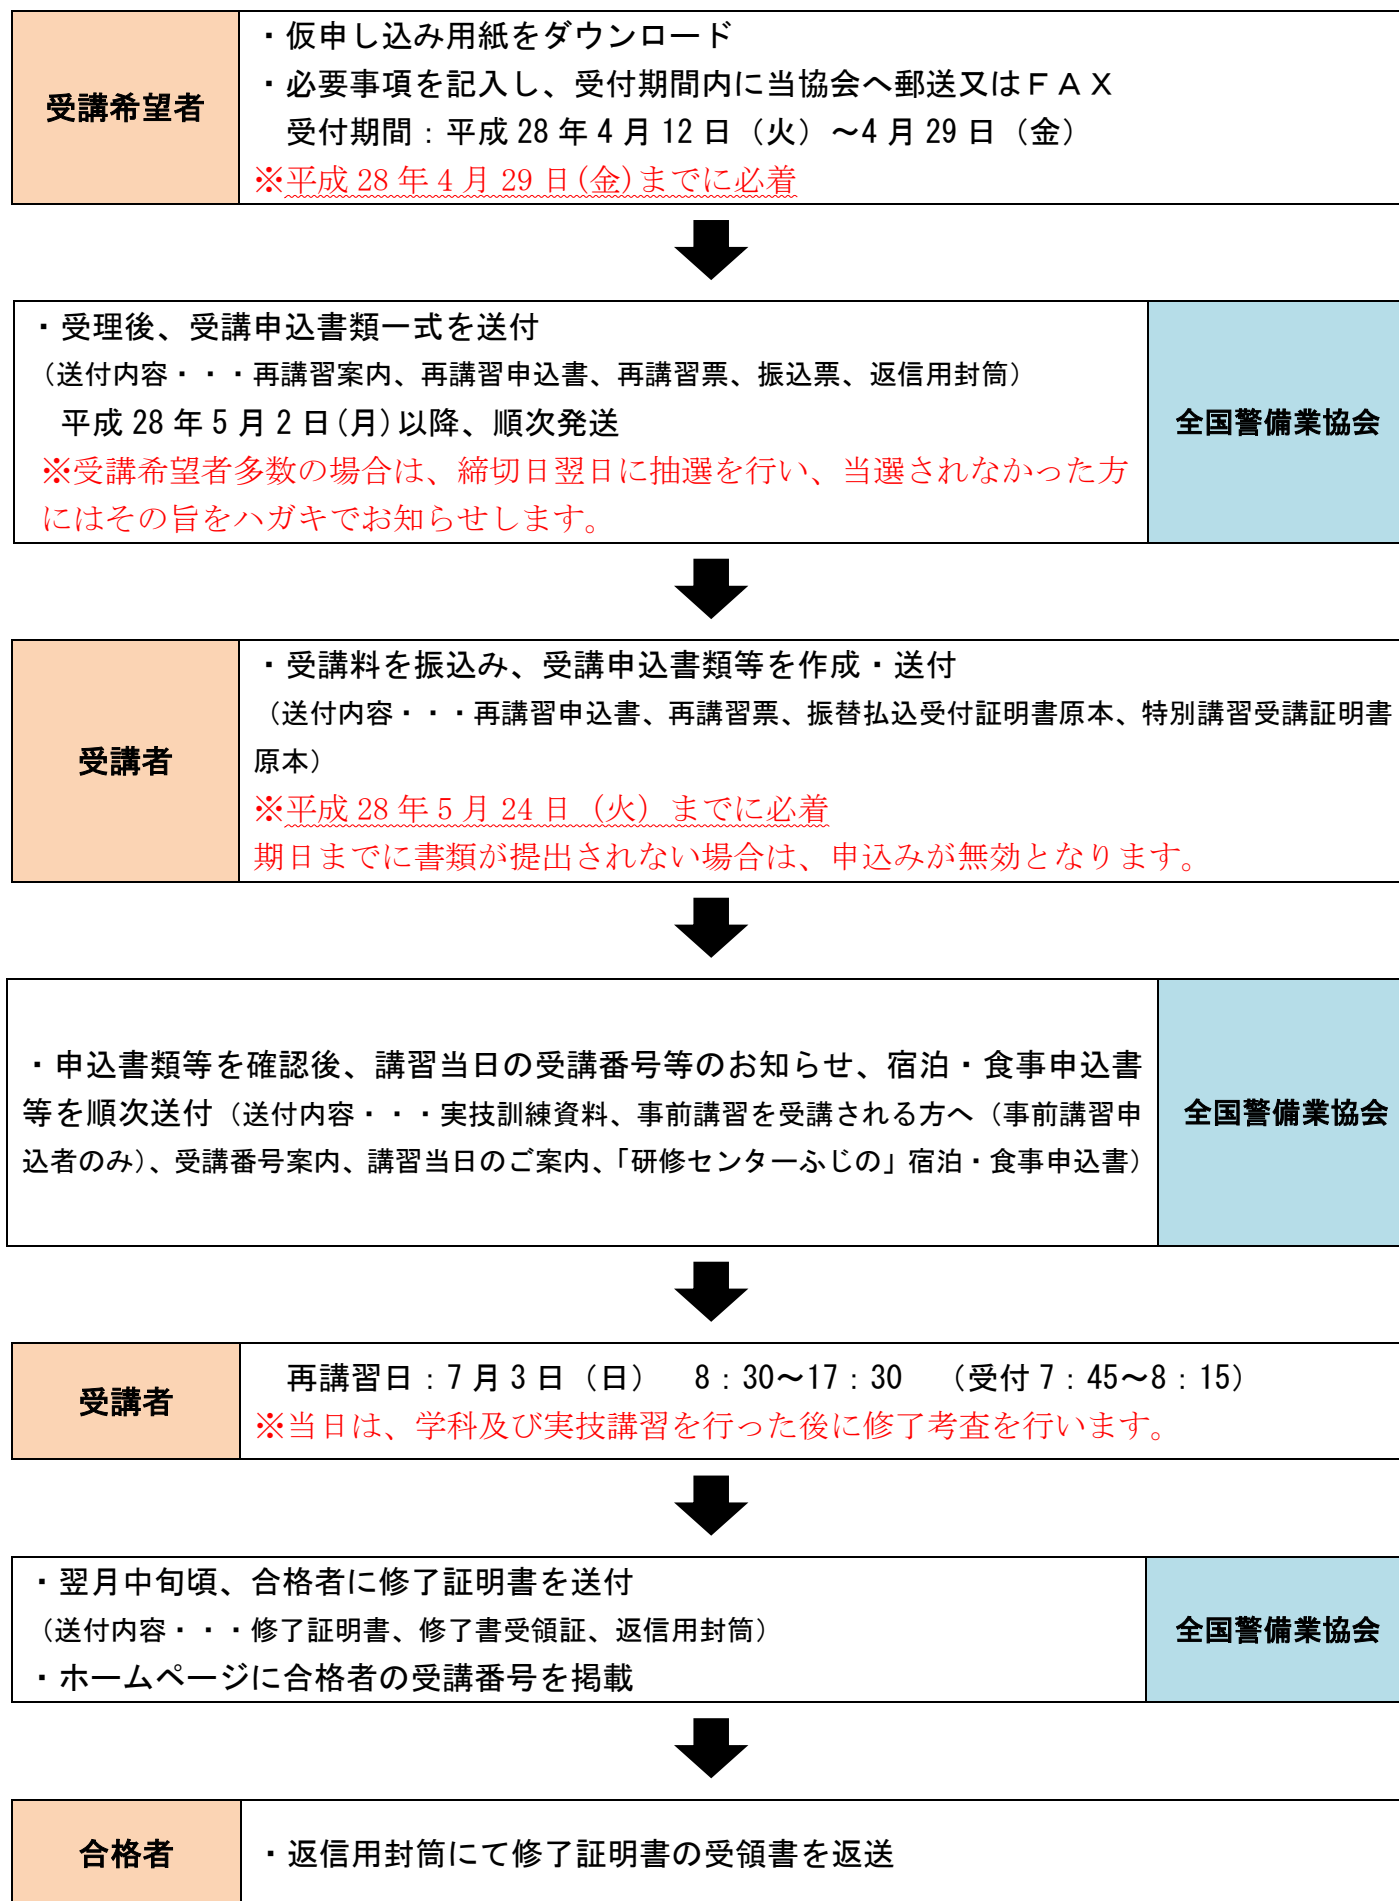 受講希望者
・仮申し込み用紙をダウンロード
・必要事項を記入し、受付期間内に当協会へ郵送又はＦＡＸ
受付期間：平成 28 年 4 月 12 日（火）～4 月 29 日（金）
※平成 28 年 4 月 29 日(金)までに必着
・受理後、受講申込書類一式を送付
（送付内容・・・再講習案内、再講習申込書、再講習票、振込票、返信用封筒）
平成 28 年 5 月 2 日(月)以降、順次発送
※受講希望者多数の場合は、締切日翌日に抽選を行い、当選されなかった方
にはその旨をハガキでお知らせします。
全国警備業協会
受講者
・受講料を振込み、受講申込書類等を作成・送付
（送付内容・・・再講習申込書、再講習票、振替払込受付証明書原本、特別講習受講証明書
原本）
※平成 28 年 5 月 24 日（火）までに必着
期日までに書類が提出されない場合は、申込みが無効となります。
・申込書類等を確認後、講習当日の受講番号等のお知らせ、宿泊・食事申込書
等を順次送付（送付内容・・・実技訓練資料、事前講習を受講される方へ（事前講習申
込者のみ）、受講番号案内、講習当日のご案内、「研修センターふじの」宿泊・食事申込書）
全国警備業協会
受講者
再講習日：7 月 3 日（日）　8：30～17：30　（受付 7：45～8：15）
※当日は、学科及び実技講習を行った後に修了考査を行います。
・翌月中旬頃、合格者に修了証明書を送付
（送付内容・・・修了証明書、修了書受領証、返信用封筒）
・ホームページに合格者の受講番号を掲載
全国警備業協会
合格者
・返信用封筒にて修了証明書の受領書を返送